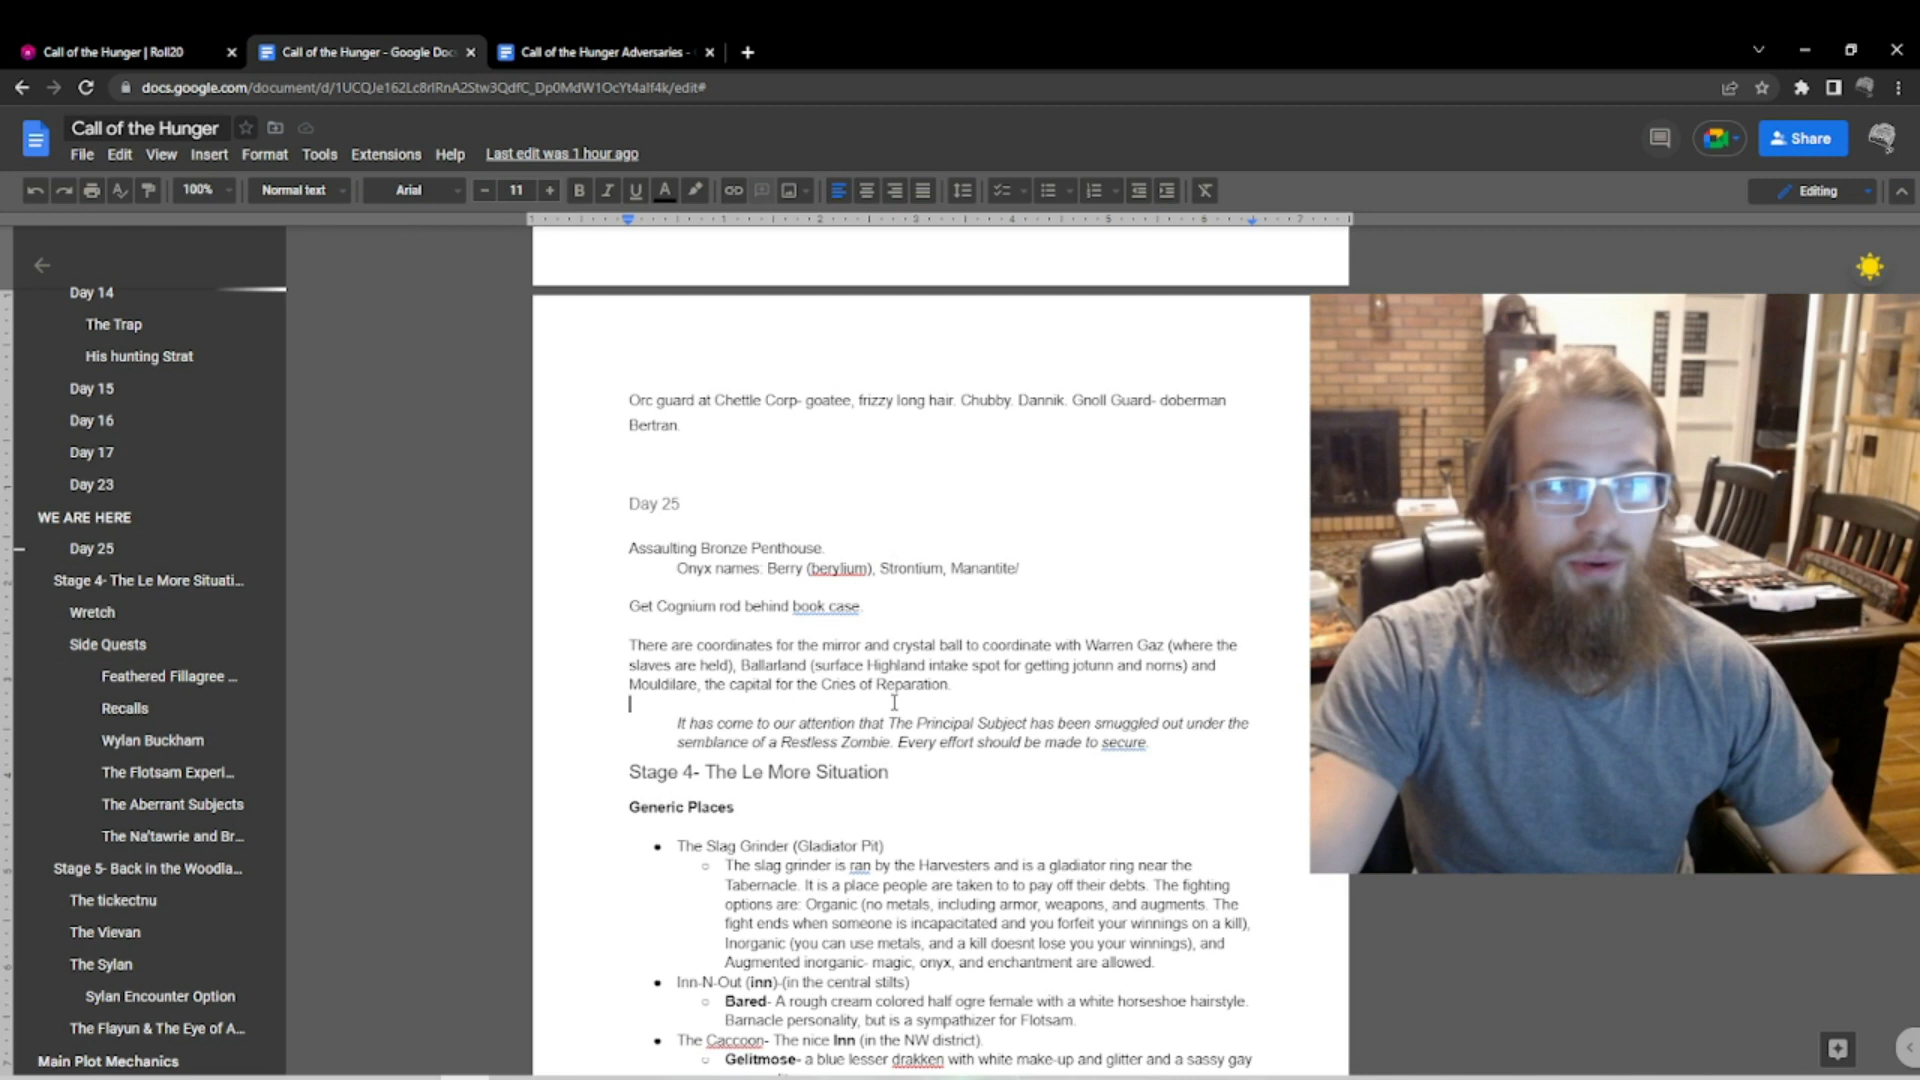 Call of the Hunger | Roll20
Call of the Hunger - Google Doc
Call of the Hunger Adversaries -
docs.google.com/document/d/1UCQJe162Lc8rlRnA2Stw3QdfC_Dp0MdW1OcYt4alf4k/edit#
Call of the Hunger
Share
File Edit View Insert Format Tools Extensions Help Last edit was 1 hour ago
100% Normal text Arial 11 Editing
Day 14
The Trap
His hunting Strat
Day 15
Day 16
Day 17
Day 23
WE ARE HERE
Day 25
Stage 4- The Le More Situati...
Wretch
Side Quests
Feathered Fillagree ...
Recalls
Wylan Buckham
The Flotsam Experi...
The Aberrant Subjects
The Na'tawrie and Br...
Stage 5- Back in the Woodla...
The tickectnu
The Vievan
The Sylan
Sylan Encounter Option
The Flayun & The Eye of A...
Main Plot Mechanics
Orc guard at Chettle Corp- goatee, frizzy long hair. Chubby. Dannik. Gnoll Guard- doberman
Bertran.
Day 25
Assaulting Bronze Penthouse.
Onyx names: Berry (berylium), Strontium, Manantite/
Get Cognium rod behind book case.
There are coordinates for the mirror and crystal ball to coordinate with Warren Gaz (where the
slaves are held), Ballarland (surface Highland intake spot for getting jotunn and norns) and
Mouldilare, the capital for the Cries of Reparation.
It has come to our attention that The Principal Subject has been smuggled out under the
semblance of a Restless Zombie. Every effort should be made to secure.
Stage 4- The Le More Situation
Generic Places
● The Slag Grinder (Gladiator Pit)
○ The slag grinder is ran by the Harvesters and is a gladiator ring near the
Tabernacle. It is a place people are taken to to pay off their debts. The fighting
options are: Organic (no metals, including armor, weapons, and augments. The
fight ends when someone is incapacitated and you forfeit your winnings on a kill),
Inorganic (you can use metals, and a kill doesnt lose you your winnings), and
Augmented inorganic- magic, onyx, and enchantment are allowed.
● Inn-N-Out (inn)-(in the central stilts)
○ Bared- A rough cream colored half ogre female with a white horseshoe hairstyle.
Barnacle personality, but is a sympathizer for Flotsam.
● The Caccoon- The nice Inn (in the NW district).
○ Gelitmose- a blue lesser drakken with white make-up and glitter and a sassy gay